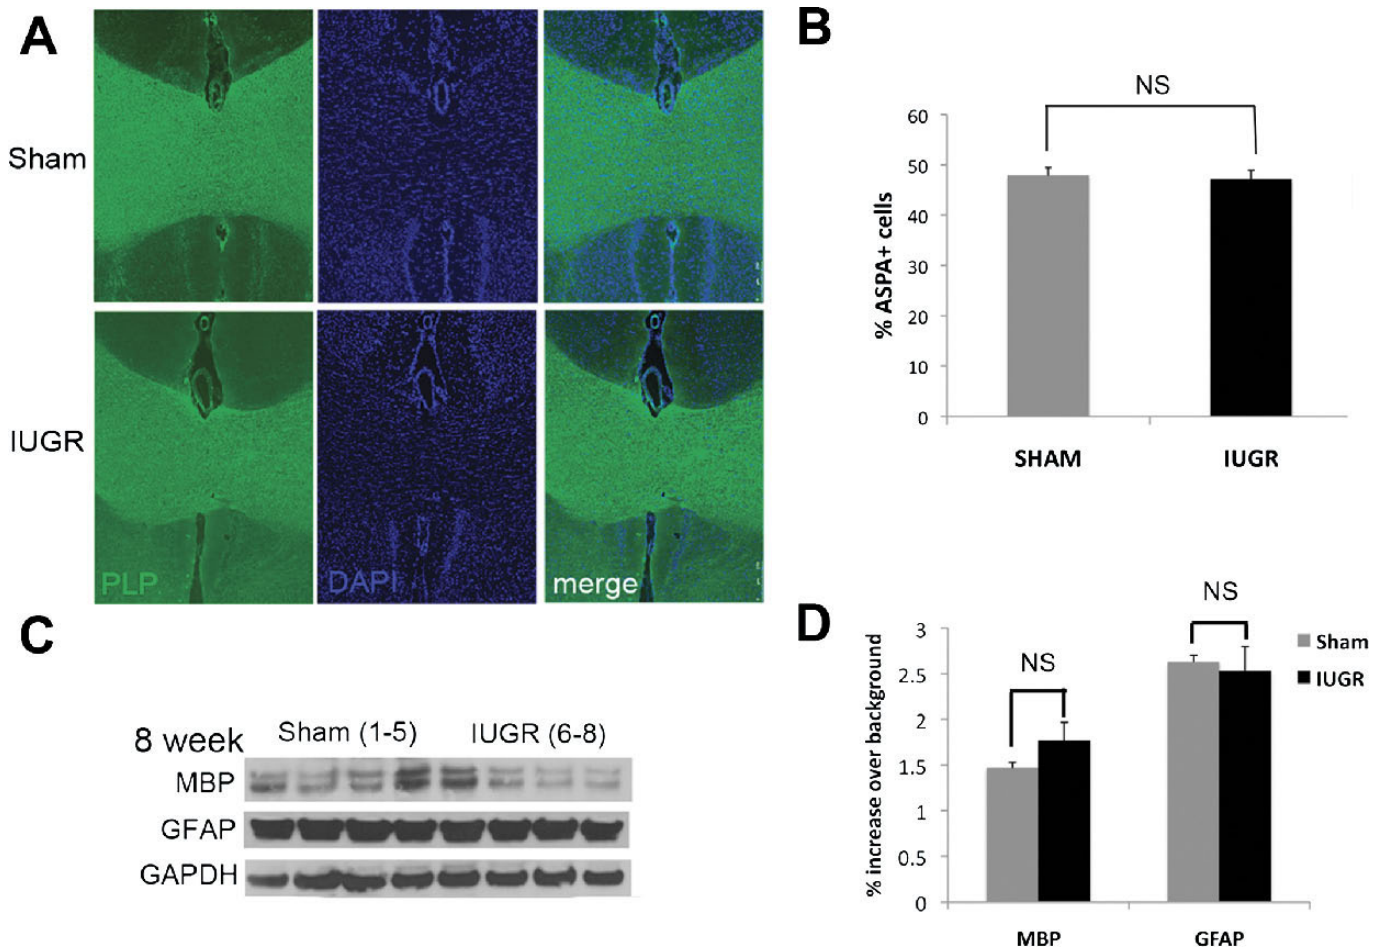 A
Sham
IUGR
PLP
DAPI
merge
B
NS
% ASPA+ cells
60
50
40
30
20
10
0
SHAM
IUGR
C
8 week
Sham (1-5)
IUGR (6-8)
MBP
GFAP
GAPDH
D
NS
NS
% increase over background
3
2.5
2
1.5
1
0.5
0
MBP
GFAP
Sham
IUGR